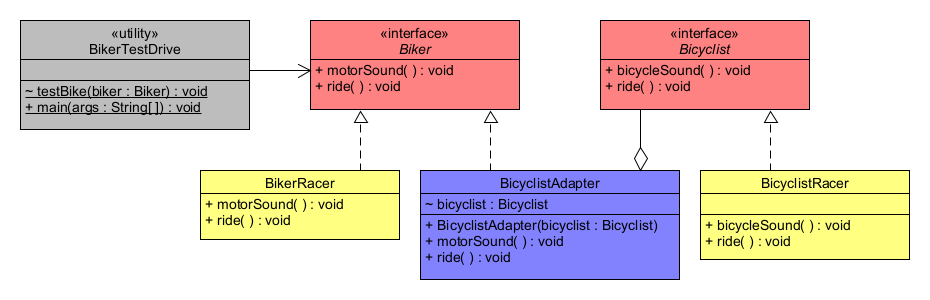 «utility»
BikerTestDrive
~ testBike(biker : Biker) : void
+ main(args : String[ ]) : void
«interface»
Biker
+ motorSound( ) : void
+ ride( ) : void
«interface»
Bicyclist
+ bicycleSound( ) : void
+ ride( ) : void
BikerRacer
+ motorSound( ) : void
+ ride( ) : void
BicyclistAdapter
~ bicyclist : Bicyclist
+ BicyclistAdapter(bicyclist : Bicyclist)
+ motorSound( ) : void
+ ride( ) : void
BicyclistRacer
+ bicycleSound( ) : void
+ ride( ) : void